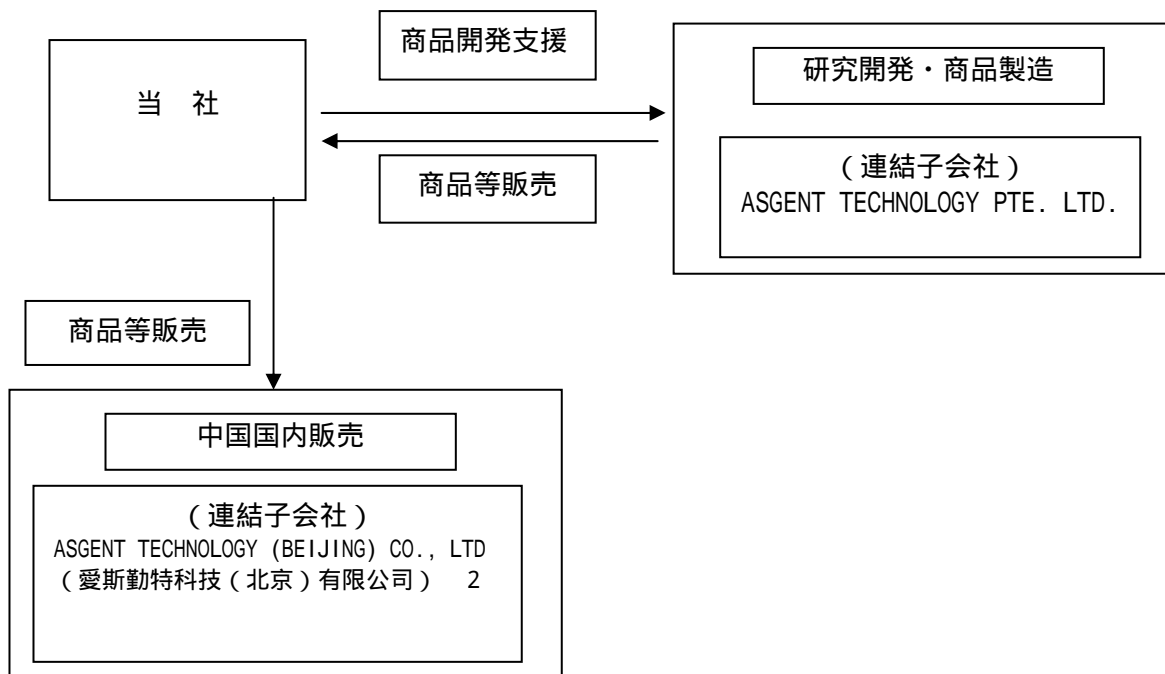 商品開発支援
当　社
研究開発・商品製造
（連結子会社）
ASGENT TECHNOLOGY PTE. LTD.
商品等販売
商品等販売
中国国内販売
（連結子会社）
ASGENT TECHNOLOGY (BEIJING) CO., LTD
（愛斯勤特科技（北京）有限公司）　2